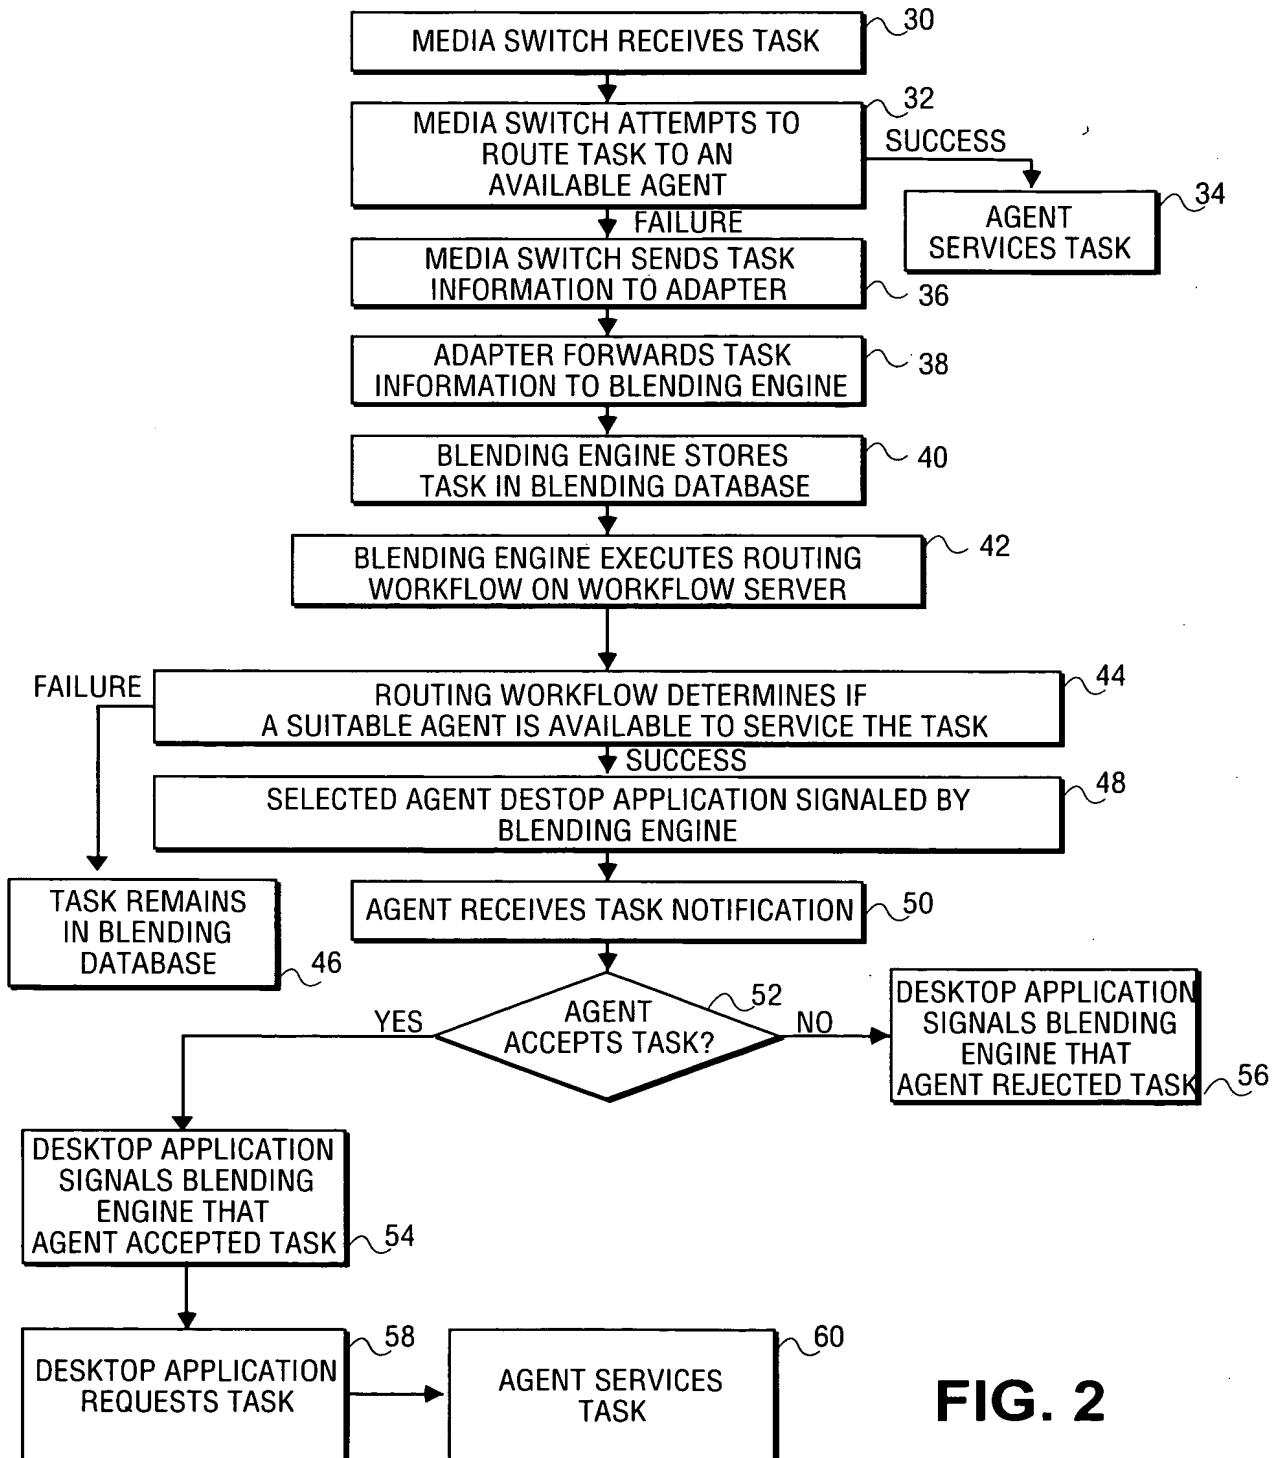 MEDIA SWITCH RECEIVES TASK
30
MEDIA SWITCH ATTEMPTS TO
ROUTE TASK TO AN
AVAILABLE AGENT
32
SUCCESS
AGENT
SERVICES TASK
34
FAILURE
MEDIA SWITCH SENDS TASK
INFORMATION TO ADAPTER
36
ADAPTER FORWARDS TASK
INFORMATION TO BLENDING ENGINE
38
BLENDING ENGINE STORES
TASK IN BLENDING DATABASE
40
BLENDING ENGINE EXECUTES ROUTING
WORKFLOW ON WORKFLOW SERVER
42
FAILURE
ROUTING WORKFLOW DETERMINES IF
A SUITABLE AGENT IS AVAILABLE TO SERVICE THE TASK
44
SUCCESS
SELECTED AGENT DESTOP APPLICATION SIGNALED BY
BLENDING ENGINE
48
TASK REMAINS
IN BLENDING
DATABASE
46
AGENT RECEIVES TASK NOTIFICATION
50
AGENT
ACCEPTS TASK?
52
YES
NO
DESKTOP APPLICATION
SIGNALS BLENDING
ENGINE THAT
AGENT REJECTED TASK
56
DESKTOP APPLICATION
SIGNALS BLENDING
ENGINE THAT
AGENT ACCEPTED TASK
54
DESKTOP APPLICATION
REQUESTS TASK
58
AGENT SERVICES
TASK
60
FIG. 2